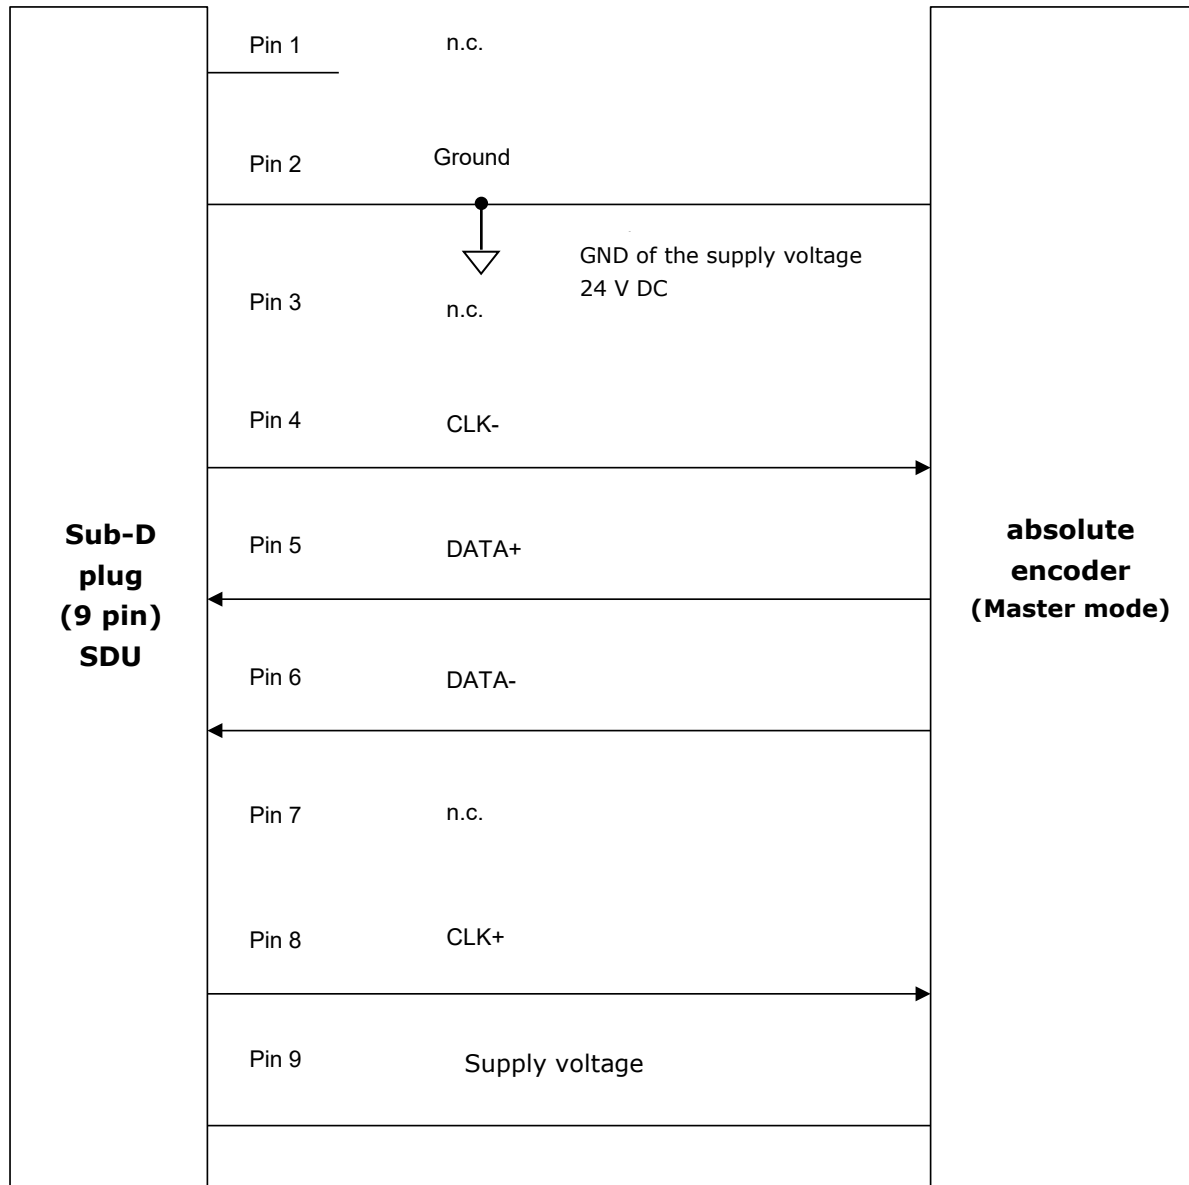 Pin 1 n.c.
Pin 2 Ground
GND of the supply voltage
24 V DC
Pin 3 n.c.
Pin 4 CLK-
Sub-D
plug
(9 pin)
SDU
Pin 5 DATA+
absolute
encoder
(Master mode)
Pin 6 DATA-
Pin 7 n.c.
Pin 8 CLK+
Pin 9 Supply voltage